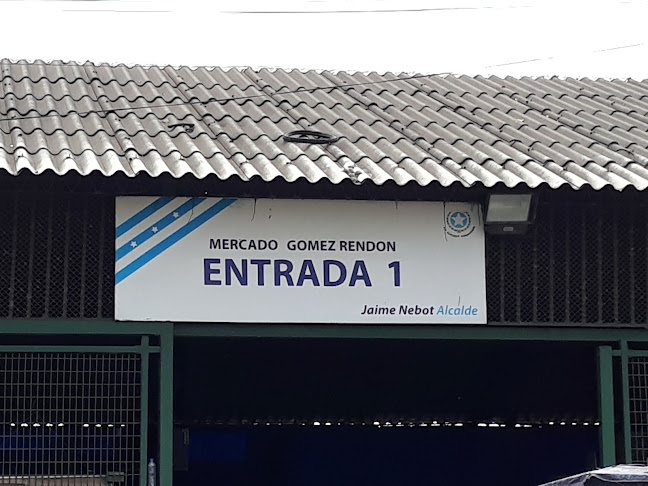 MERCADO GOMEZ RENDON
ENTRADA 1
Jaime Nebot Alcalde